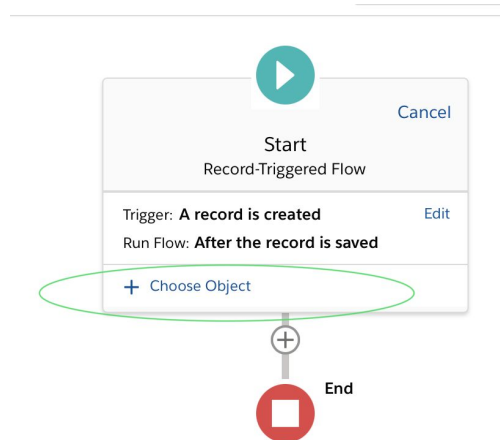 Cancel
Start
Record-Triggered Flow
Trigger: A record is created Edit
Run Flow: After the record is saved
+ Choose Object
End